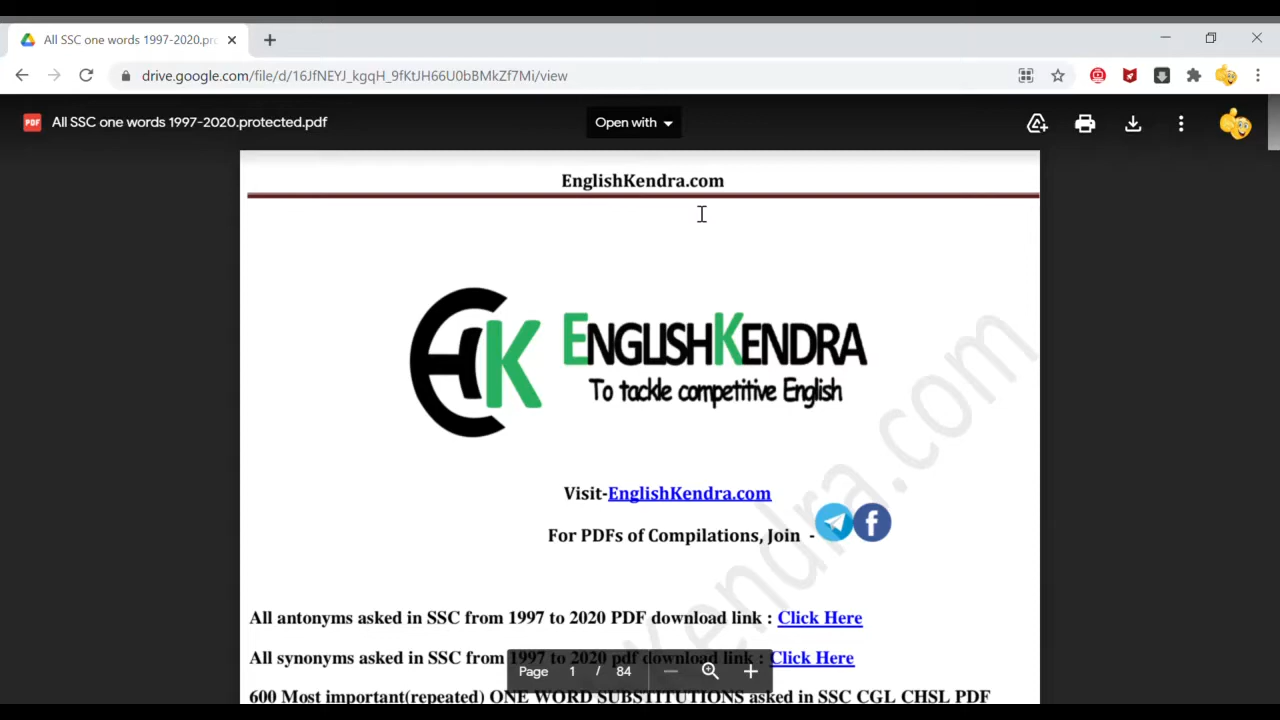 All SSC one words 1997-2020.pr
drive.google.com/file/d/16JfNEYJ_kgqH_9fKtJH66U0bBMkZf7Mi/view
PDF All SSC one words 1997-2020.protected.pdf
Open with
EnglishKendra.com
EK
ENGLISHKENDRA
To tackle competitive English
Visit-EnglishKendra.com
For PDFs of Compilations, Join -
All antonyms asked in SSC from 1997 to 2020 PDF download link : Click Here
All synonyms asked in SSC from 1997 to 2020 pdf download link : Click Here
Page 1 / 84
600 Most important(repeated) ONE WORD SUBSTITUTIONS asked in SSC CGL CHSL PDF
Kendra.com